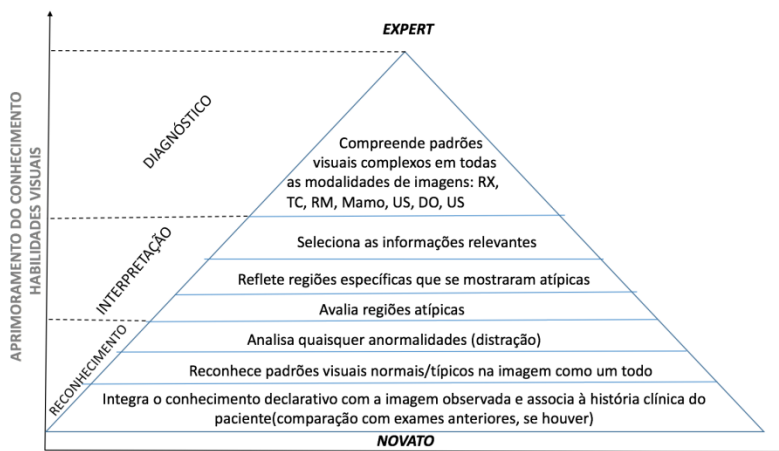 EXPERT
APRIMORAMENTO DO CONHECIMENTO
HABILIDADES VISUAIS
DIAGNÓSTICO
Compreende padrões
visuais complexos em todas
as modalidades de imagens: RX,
TC, RM, Mamo, US, DO, US
INTERPRETAÇÃO
Seleciona as informações relevantes
Reflete regiões específicas que se mostraram atípicas
Avalia regiões atípicas
RECONHECIMENTO
Analisa quaisquer anormalidades (distração)
Reconhece padrões visuais normais/típicos na imagem como um todo
Integra o conhecimento declarativo com a imagem observada e associa à história clínica do
paciente(comparação com exames anteriores, se houver)
NOVATO